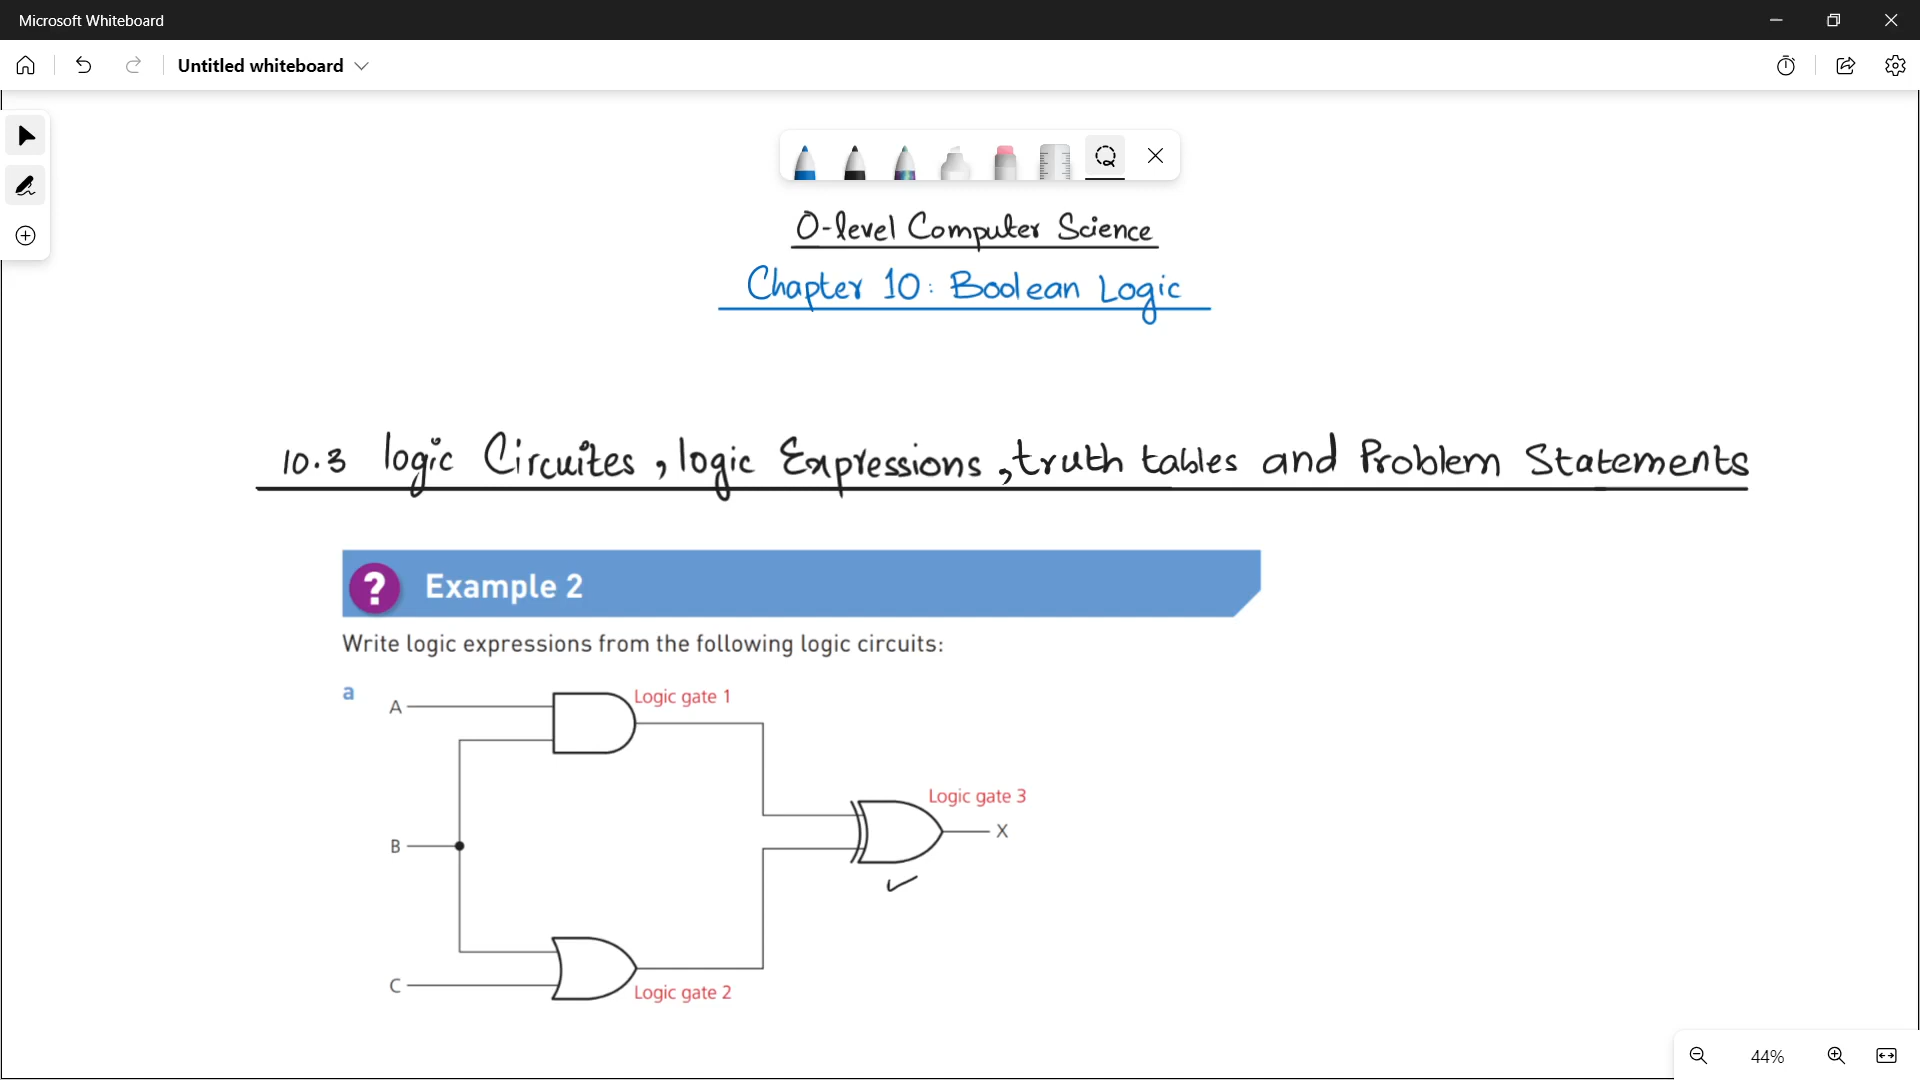 Microsoft Whiteboard
Untitled whiteboard
O-level Computer Science
Chapter 10: Boolean Logic
10.3 logic Circuites, logic Expressions, truth tables and Problem Statements
? Example 2
Write logic expressions from the following logic circuits:
a
A
Logic gate 1
Logic gate 3
X
B
C
Logic gate 2
44%